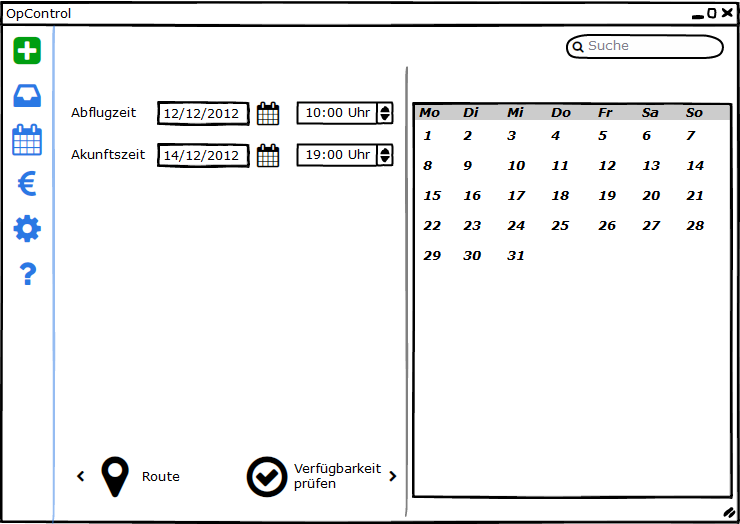 OpControl
Suche
Abflugzeit 12/12/2012 10:00 Uhr
Akunftszeit 14/12/2012 19:00 Uhr
Mo Di Mi Do Fr Sa So
1 2 3 4 5 6 7
8 9 10 11 12 13 14
15 16 17 18 19 20 21
22 23 24 25 26 27 28
29 30 31
Route
Verfügbarkeit
prüfen